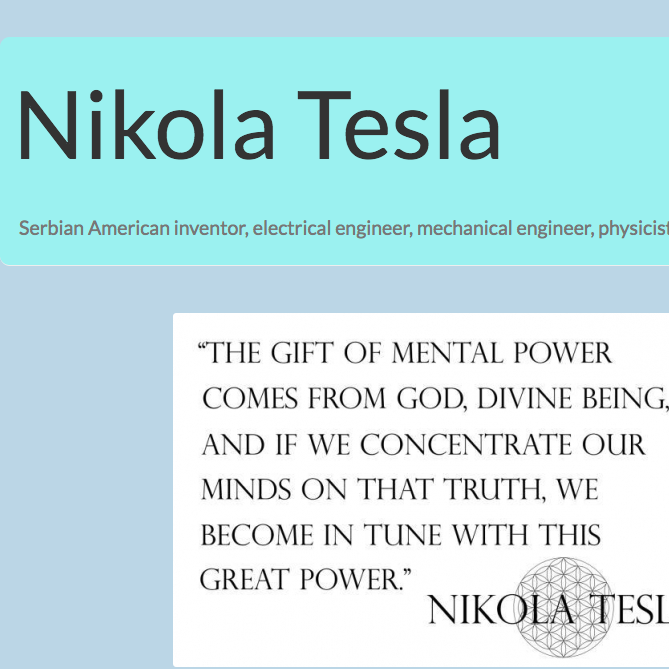 Nikola Tesla
Serbian American inventor, electrical engineer, mechanical engineer, physicist
“THE GIFT OF MENTAL POWER
COMES FROM GOD, DIVINE BEING,
AND IF WE CONCENTRATE OUR
MINDS ON THAT TRUTH, WE
BECOME IN TUNE WITH THIS
GREAT POWER.”
NIKOLA TESL